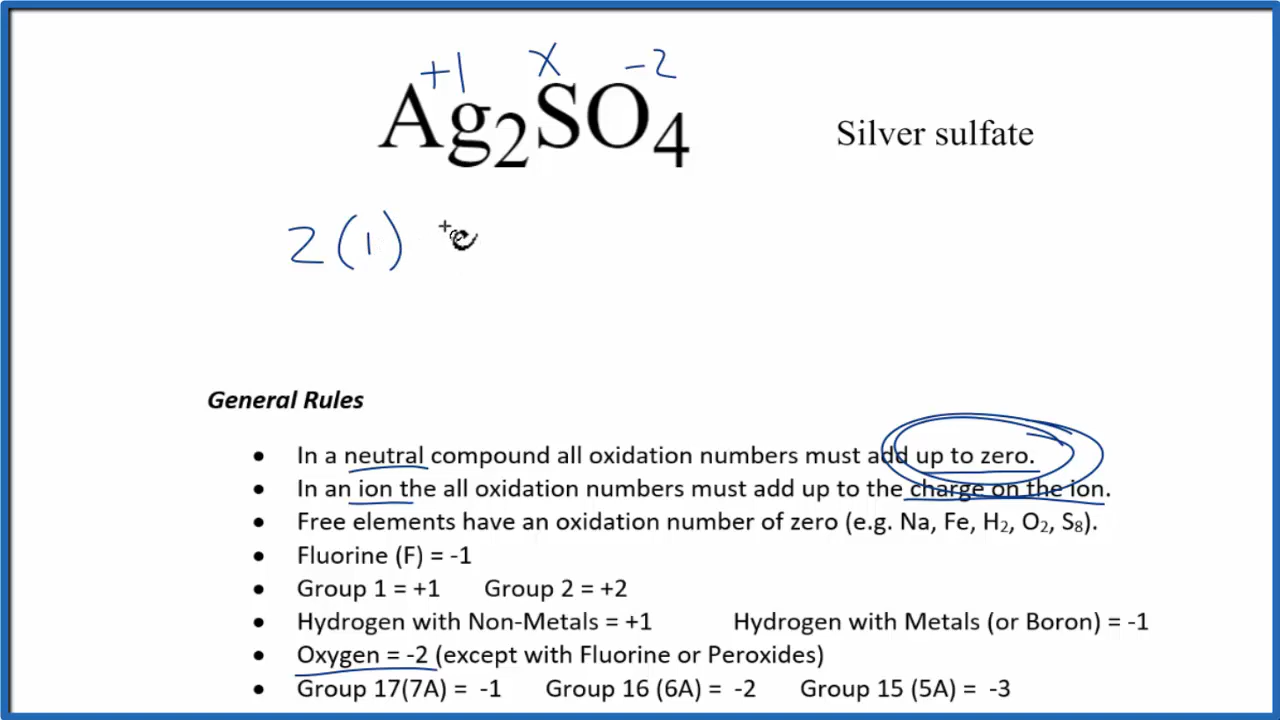 +1 x -2
Ag₂SO₄ Silver sulfate
2 (1) +
General Rules
• In a neutral compound all oxidation numbers must add up to zero.
• In an ion the all oxidation numbers must add up to the charge on the ion.
• Free elements have an oxidation number of zero (e.g. Na, Fe, H₂, O₂, S₈).
• Fluorine (F) = -1
• Group 1 = +1 Group 2 = +2
• Hydrogen with Non-Metals = +1 Hydrogen with Metals (or Boron) = -1
• Oxygen = -2 (except with Fluorine or Peroxides)
• Group 17(7A) = -1 Group 16 (6A) = -2 Group 15 (5A) = -3